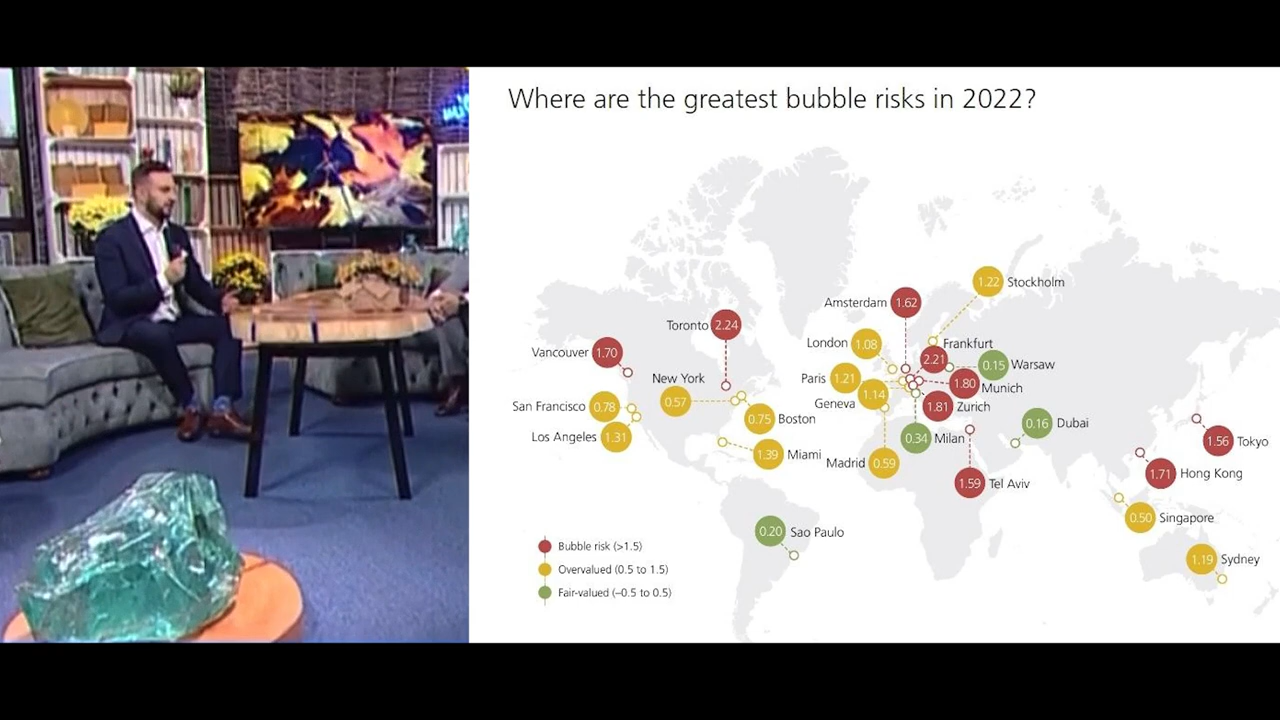 Where are the greatest bubble risks in 2022?
1.22 Stockholm
Amsterdam 1.62
Toronto 2.24
London 1.08
Frankfurt
2.21
Vancouver 1.70
0.15 Warsaw
New York
0.57
Paris 1.21
1.80 Munich
Geneva 1.14
San Francisco 0.78
1.81 Zurich
0.75 Boston
0.16 Dubai
Los Angeles 1.31
0.34 Milan
1.56 Tokyo
1.39 Miami
Madrid 0.59
1.71 Hong Kong
1.59 Tel Aviv
0.50 Singapore
0.20 Sao Paulo
Bubble risk (>1.5)
1.19 Sydney
Overvalued (0.5 to 1.5)
Fair-valued (–0.5 to 0.5)